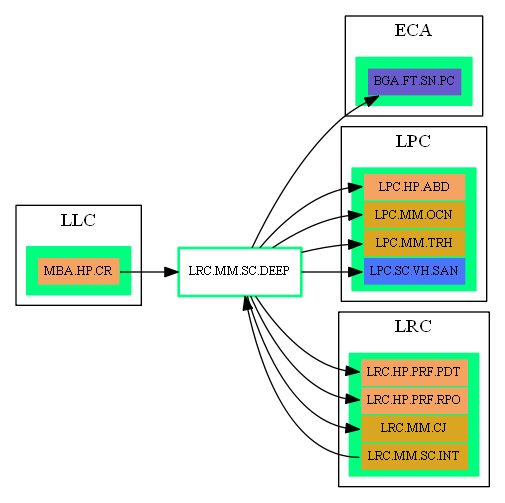 ECA
BGA.FT.SN.PC
LPC
LPC.HP.ABD
LPC.MM.OCN
LPC.MM.TRH
LPC.SC.VH.SAN
LLC
MBA.HP.CR
LRC.MM.SC.DEEP
LRC
LRC.HP.PRF.PDT
LRC.HP.PRF.RPO
LRC.MM.CJ
LRC.MM.SC.INT